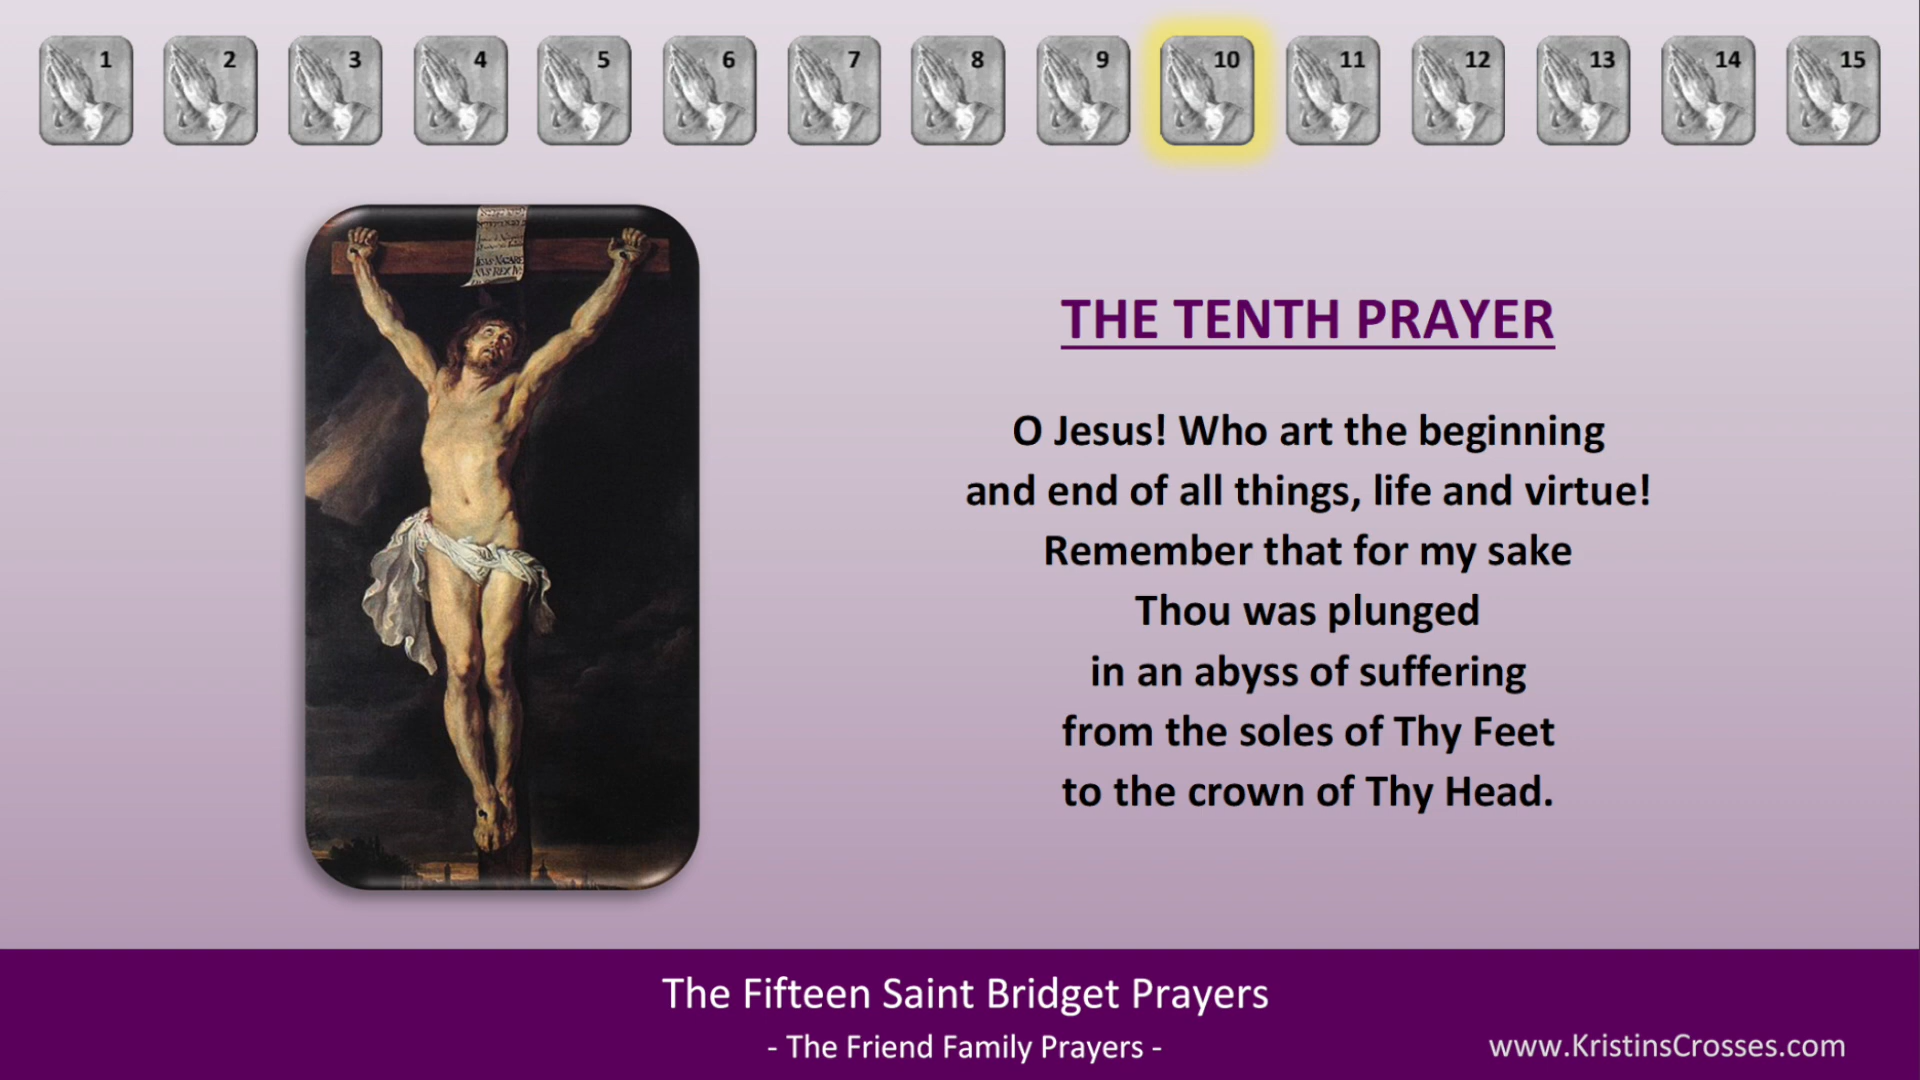 1 2 3 4 5 6 7 8 9 10 11 12 13 14 15
THE TENTH PRAYER
O Jesus! Who art the beginning
and end of all things, life and virtue!
Remember that for my sake
Thou was plunged
in an abyss of suffering
from the soles of Thy Feet
to the crown of Thy Head.
The Fifteen Saint Bridget Prayers
- The Friend Family Prayers -
www.KristinsCrosses.com